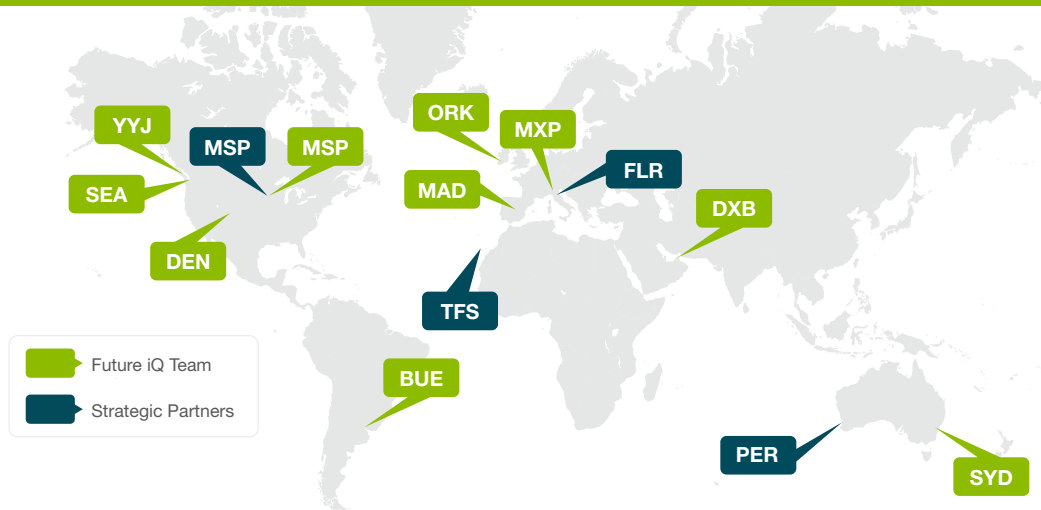 ORK
YYJ
MXP
MSP
MSP
FLR
SEA
MAD
DXB
DEN
TFS
Future iQ Team
BUE
Strategic Partners
PER
SYD